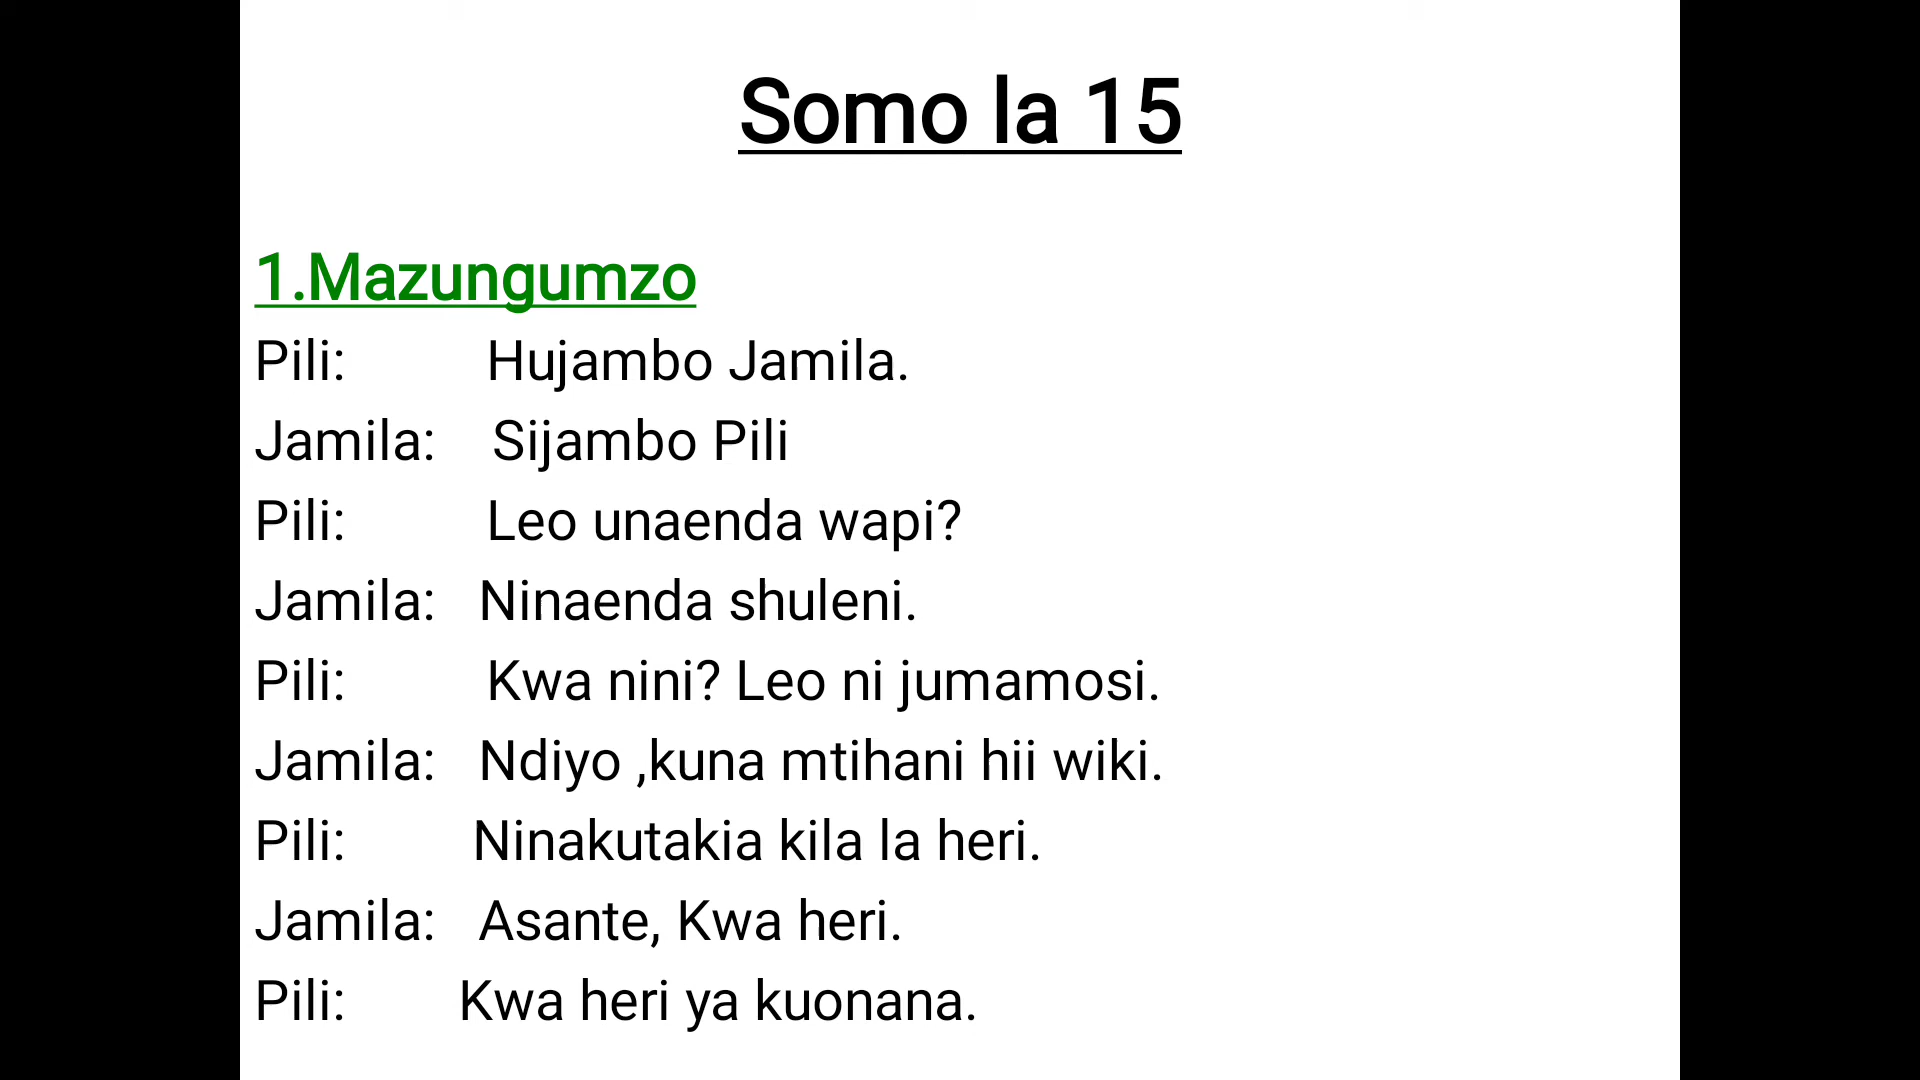 Somo la 15
1.Mazungumzo
Pili: Hujambo Jamila.
Jamila: Sijambo Pili
Pili: Leo unaenda wapi?
Jamila: Ninaenda shuleni.
Pili: Kwa nini? Leo ni jumamosi.
Jamila: Ndiyo ,kuna mtihani hii wiki.
Pili: Ninakutakia kila la heri.
Jamila: Asante, Kwa heri.
Pili: Kwa heri ya kuonana.